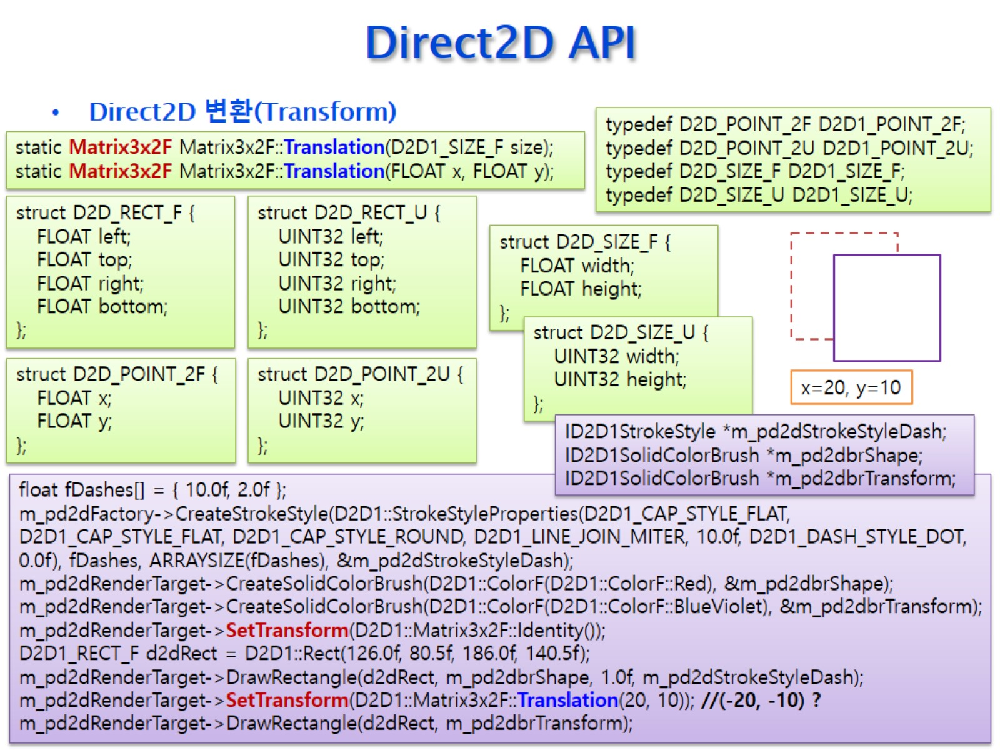 Direct2D API
• Direct2D 변환(Transform)
static Matrix3x2F Matrix3x2F::Translation(D2D1_SIZE_F size);
static Matrix3x2F Matrix3x2F::Translation(FLOAT x, FLOAT y);
typedef D2D_POINT_2F D2D1_POINT_2F;
typedef D2D_POINT_2U D2D1_POINT_2U;
typedef D2D_SIZE_F D2D1_SIZE_F;
typedef D2D_SIZE_U D2D1_SIZE_U;
struct D2D_RECT_F {
FLOAT left;
FLOAT top;
FLOAT right;
FLOAT bottom;
};
struct D2D_RECT_U {
UINT32 left;
UINT32 top;
UINT32 right;
UINT32 bottom;
};
struct D2D_SIZE_F {
FLOAT width;
FLOAT height;
};
struct D2D_SIZE_U {
UINT32 width;
UINT32 height;
};
x=20, y=10
struct D2D_POINT_2F {
FLOAT x;
FLOAT y;
};
struct D2D_POINT_2U {
UINT32 x;
UINT32 y;
};
ID2D1StrokeStyle *m_pd2dStrokeStyleDash;
ID2D1SolidColorBrush *m_pd2dbrShape;
ID2D1SolidColorBrush *m_pd2dbrTransform;
float fDashes[] = { 10.0f, 2.0f };
m_pd2dFactory->CreateStrokeStyle(D2D1::StrokeStyleProperties(D2D1_CAP_STYLE_FLAT,
D2D1_CAP_STYLE_FLAT, D2D1_CAP_STYLE_ROUND, D2D1_LINE_JOIN_MITER, 10.0f, D2D1_DASH_STYLE_DOT,
0.0f), fDashes, ARRAYSIZE(fDashes), &m_pd2dStrokeStyleDash);
m_pd2dRenderTarget->CreateSolidColorBrush(D2D1::ColorF(D2D1::ColorF::Red), &m_pd2dbrShape);
m_pd2dRenderTarget->CreateSolidColorBrush(D2D1::ColorF(D2D1::ColorF::BlueViolet), &m_pd2dbrTransform);
m_pd2dRenderTarget->SetTransform(D2D1::Matrix3x2F::Identity());
D2D1_RECT_F d2dRect = D2D1::Rect(126.0f, 80.5f, 186.0f, 140.5f);
m_pd2dRenderTarget->DrawRectangle(d2dRect, m_pd2dbrShape, 1.0f, m_pd2dStrokeStyleDash);
m_pd2dRenderTarget->SetTransform(D2D1::Matrix3x2F::Translation(20, 10)); //(-20, -10) ?
m_pd2dRenderTarget->DrawRectangle(d2dRect, m_pd2dbrTransform);